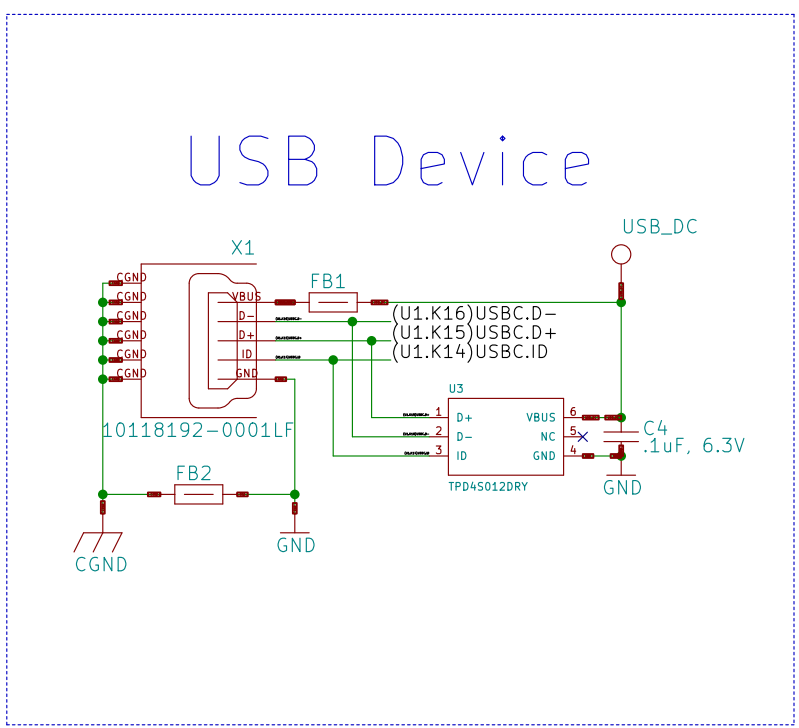 USB Device
USB_DC
X1
FB1
CGND
CGND
CGND
CGND
CGND
CGND
VBUS
D-
D+
ID
GND
(U1.K16)USBC.D-
(U1.K15)USBC.D+
(U1.K14)USBC.ID
10118192-0001LF
U3
1 D+
2 D-
3 ID
VBUS 6
NC 5
GND 4
TPD4S012DRY
C4
.1uF, 6.3V
GND
FB2
CGND
GND